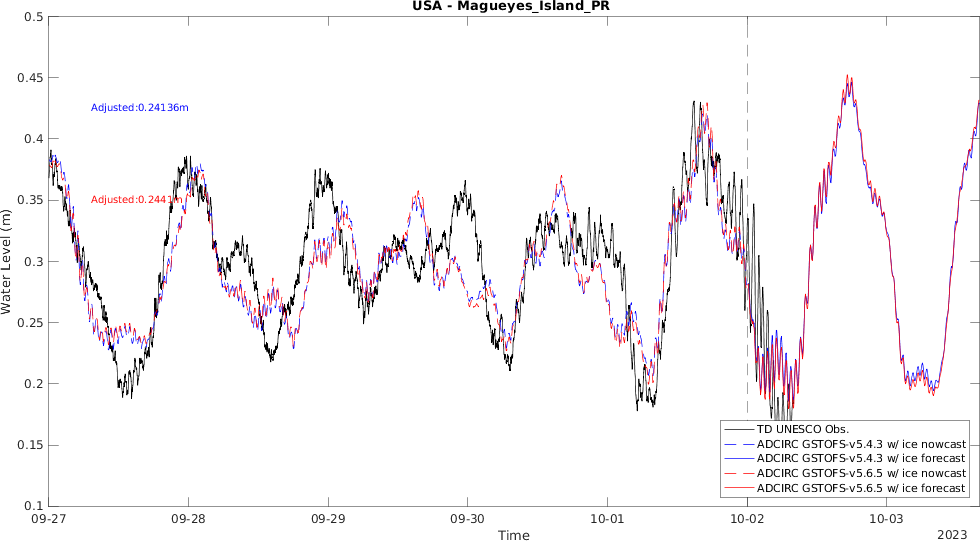 USA - Magueyes_Island_PR
0.5
0.45
0.4
0.35
0.3
0.25
0.2
0.15
0.1
Water Level (m)
Adjusted:0.24136m
TD UNESCO Obs.
ADCIRC GSTOFS-v5.4.3 w/ ice nowcast
ADCIRC GSTOFS-v5.4.3 w/ ice forecast
ADCIRC GSTOFS-v5.6.5 w/ ice nowcast
ADCIRC GSTOFS-v5.6.5 w/ ice forecast
09-27 09-28 09-29 09-30 10-01 10-02 10-03
Time
2023